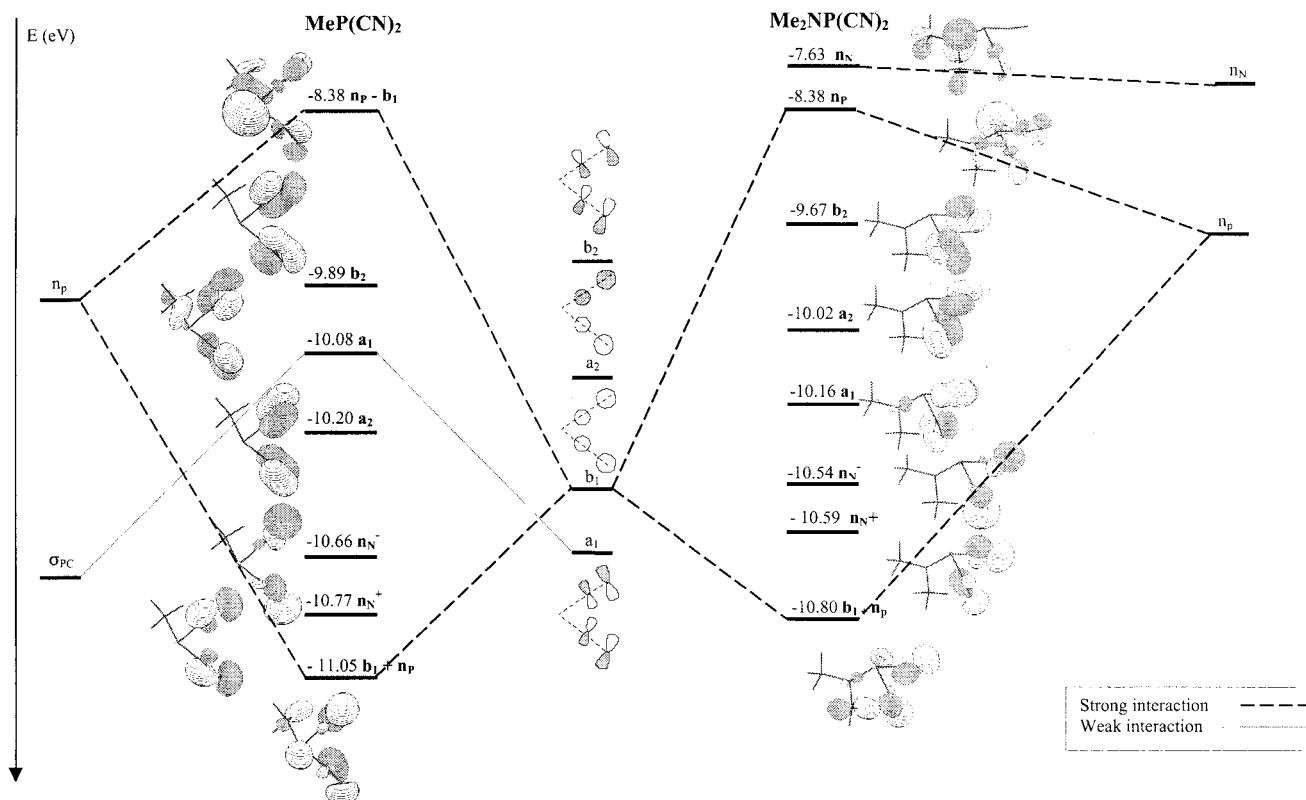 E (eV)
MeP(CN)₂
-8.38 nP - b₁
-9.89 b₂
-10.08 a₁
-10.20 a₂
-10.66 nN⁻
-10.77 nN⁺
- 11.05 b₁ + nP
np
σPC
b₂
a₂
b₁
a₁
Me₂NP(CN)₂
-7.63 nN
-8.38 nP
-9.67 b₂
-10.02 a₂
-10.16 a₁
-10.54 nN⁻
- 10.59 nN+
-10.80 b₁ + np
nN
np
Strong interaction
Weak interaction